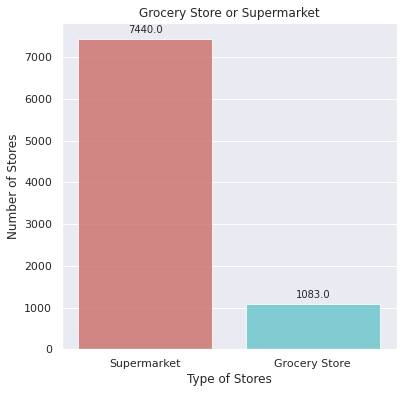 Grocery Store or Supermarket
7440.0
7000
6000
5000
4000
3000
2000
1083.0
1000
0
Number of Stores
Supermarket
Grocery Store
Type of Stores